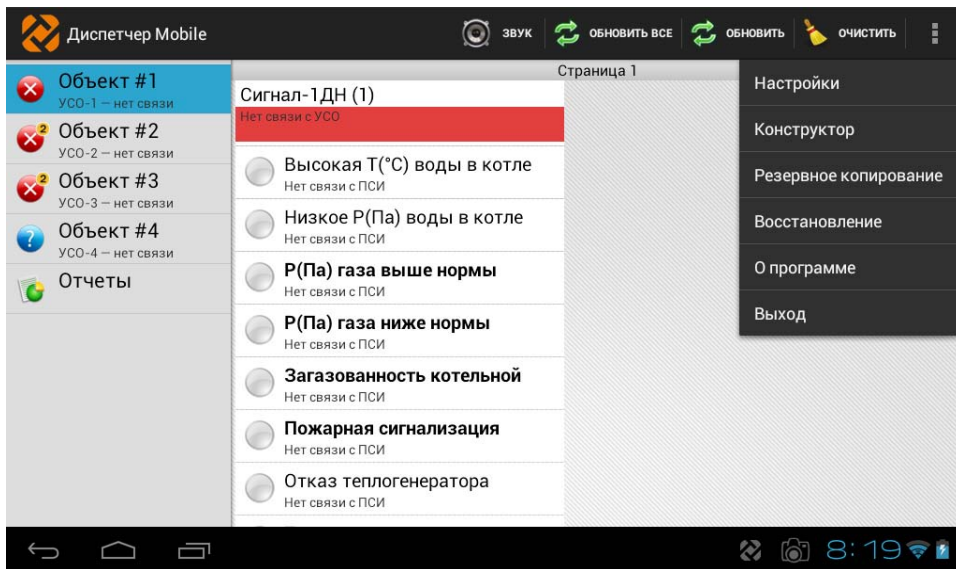 Диспетчер Mobile
ЗВУК
ОБНОВИТЬ ВСЕ
ОБНОВИТЬ
ОЧИСТИТЬ
Объект #1
УСО-1 — нет связи
2
Объект #2
УСО-2 — нет связи
2
Объект #3
УСО-3 — нет связи
?
Объект #4
УСО-4 — нет связи
Отчеты
Страница 1
Сигнал-1ДН (1)
Нет связи с УСО
Высокая T(°C) воды в котле
Нет связи с ПСИ
Низкое P(Па) воды в котле
Нет связи с ПСИ
P(Па) газа выше нормы
Нет связи с ПСИ
P(Па) газа ниже нормы
Нет связи с ПСИ
Загазованность котельной
Нет связи с ПСИ
Пожарная сигнализация
Нет связи с ПСИ
Отказ теплогенератора
Нет связи с ПСИ
Настройки
Конструктор
Резервное копирование
Восстановление
О программе
Выход
8:19